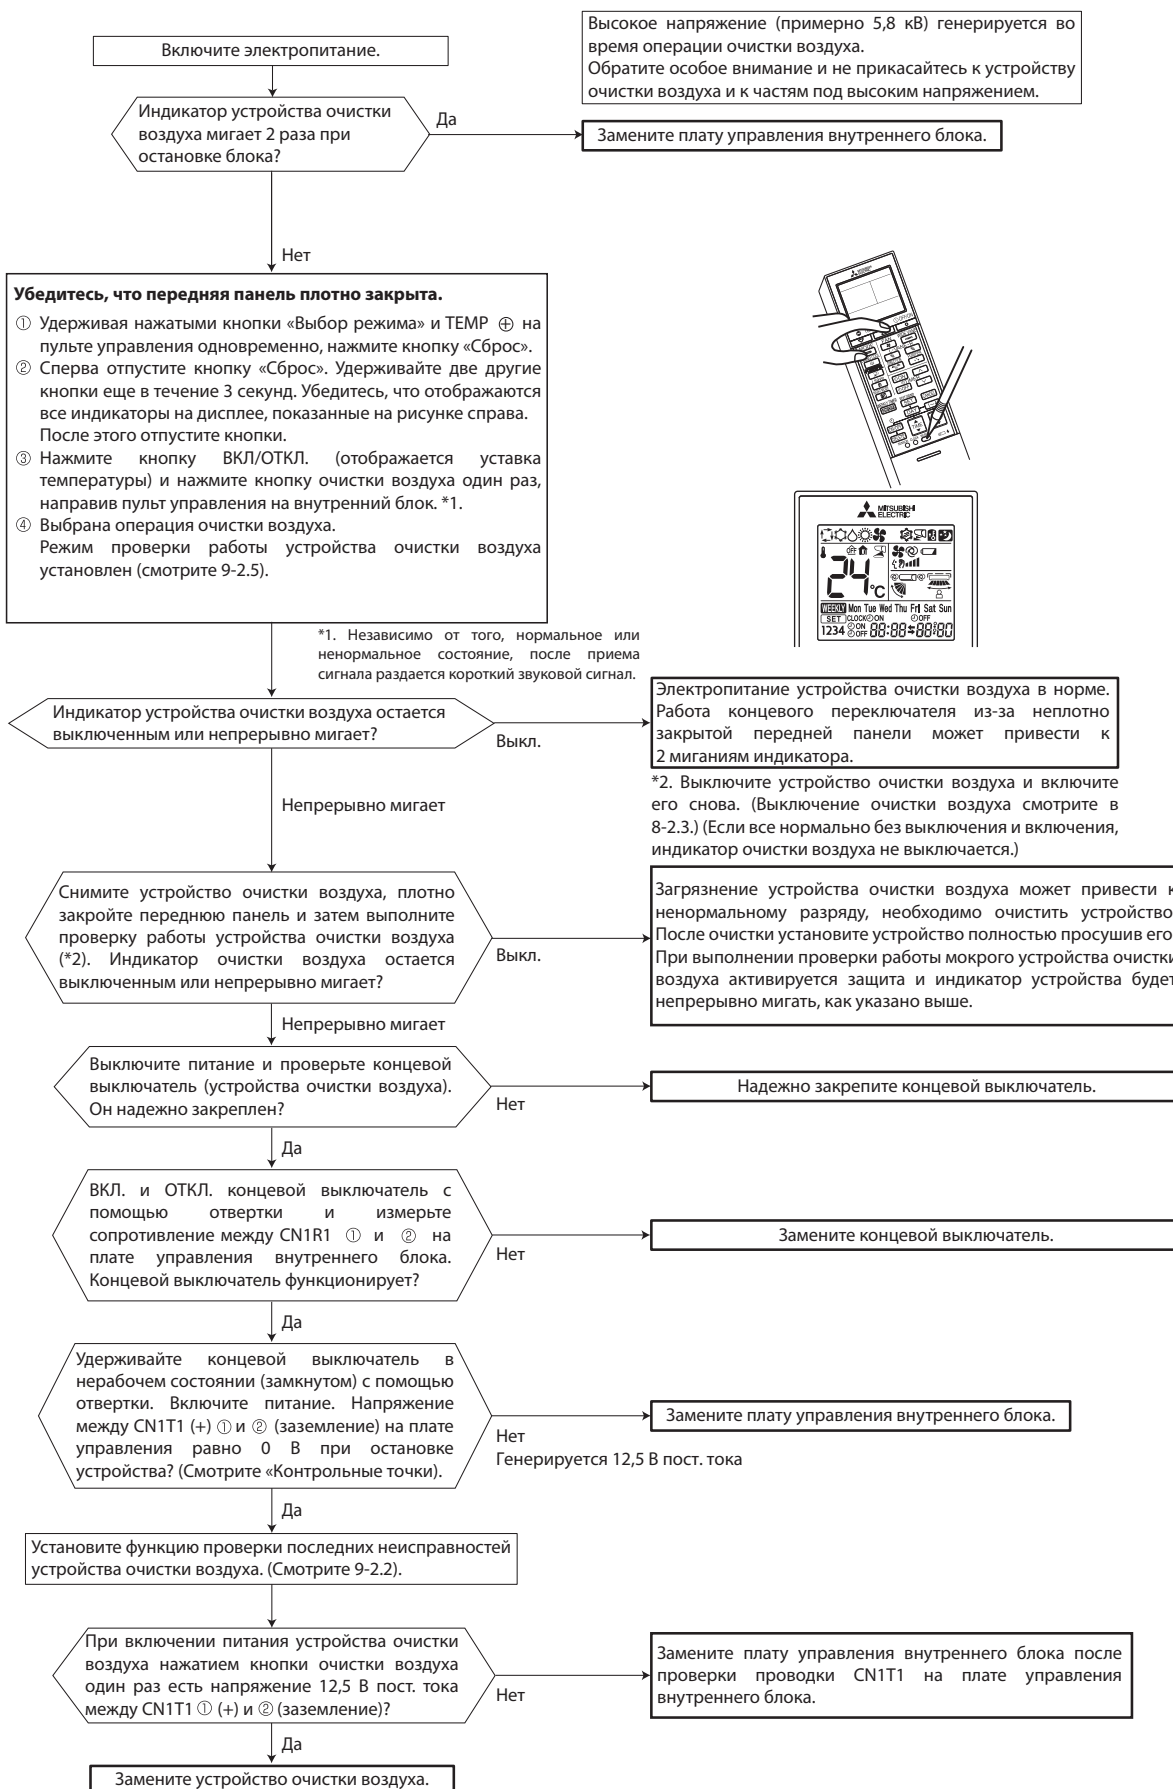 Высокое напряжение (примерно 5,8 кВ) генерируется во
время операции очистки воздуха.
Обратите особое внимание и не прикасайтесь к устройству
очистки воздуха и к частям под высоким напряжением.
Включите электропитание.
Индикатор устройства очистки
воздуха мигает 2 раза при
остановке блока?
Да
Замените плату управления внутреннего блока.
Нет
Убедитесь, что передняя панель плотно закрыта.
① Удерживая нажатыми кнопки «Выбор режима» и TEMP ⊕ на
пульте управления одновременно, нажмите кнопку «Сброс».
② Сперва отпустите кнопку «Сброс». Удерживайте две другие
кнопки еще в течение 3 секунд. Убедитесь, что отображаются
все индикаторы на дисплее, показанные на рисунке справа.
После этого отпустите кнопки.
③ Нажмите кнопку ВКЛ/ОТКЛ. (отображается уставка
температуры) и нажмите кнопку очистки воздуха один раз,
направив пульт управления на внутренний блок. *1.
④ Выбрана операция очистки воздуха.
Режим проверки работы устройства очистки воздуха
установлен (смотрите 9-2.5).
MITSUBISHI
ELECTRIC
24 °C
WEEKLY Mon Tue Wed Thu Fri Sat Sun
SET CLOCK ON OFF
1234 ON OFF 88:88 88:80
*1. Независимо от того, нормальное или
ненормальное состояние, после приема
сигнала раздается короткий звуковой сигнал.
Индикатор устройства очистки воздуха остается
выключенным или непрерывно мигает?
Выкл.
Электропитание устройства очистки воздуха в норме.
Работа концевого переключателя из-за неплотно
закрытой передней панели может привести к
2 миганиям индикатора.
*2. Выключите устройство очистки воздуха и включите
его снова. (Выключение очистки воздуха смотрите в
8-2.3.) (Если все нормально без выключения и включения,
индикатор очистки воздуха не выключается.)
Непрерывно мигает
Снимите устройство очистки воздуха, плотно
закройте переднюю панель и затем выполните
проверку работы устройства очистки воздуха
(*2). Индикатор очистки воздуха остается
выключенным или непрерывно мигает?
Выкл.
Загрязнение устройства очистки воздуха может привести к
ненормальному разряду, необходимо очистить устройство.
После очистки установите устройство полностью просушив его.
При выполнении проверки работы мокрого устройства очистки
воздуха активируется защита и индикатор устройства будет
непрерывно мигать, как указано выше.
Непрерывно мигает
Выключите питание и проверьте концевой
выключатель (устройства очистки воздуха).
Он надежно закреплен?
Нет
Надежно закрепите концевой выключатель.
Да
ВКЛ. и ОТКЛ. концевой выключатель с
помощью отвертки и измерьте
сопротивление между CN1R1 ① и ② на
плате управления внутреннего блока.
Концевой выключатель функционирует?
Нет
Замените концевой выключатель.
Да
Удерживайте концевой выключатель в
нерабочем состоянии (замкнутом) с помощью
отвертки. Включите питание. Напряжение
между CN1T1 (+) ① и ② (заземление) на плате
управления равно 0 В при остановке
устройства? (Смотрите «Контрольные точки).
Нет
Генерируется 12,5 В пост. тока
Замените плату управления внутреннего блока.
Да
Установите функцию проверки последних неисправностей
устройства очистки воздуха. (Смотрите 9-2.2).
При включении питания устройства очистки
воздуха нажатием кнопки очистки воздуха
один раз есть напряжение 12,5 В пост. тока
между CN1T1 ① (+) и ② (заземление)?
Нет
Замените плату управления внутреннего блока после
проверки проводки CN1T1 на плате управления
внутреннего блока.
Да
Замените устройство очистки воздуха.